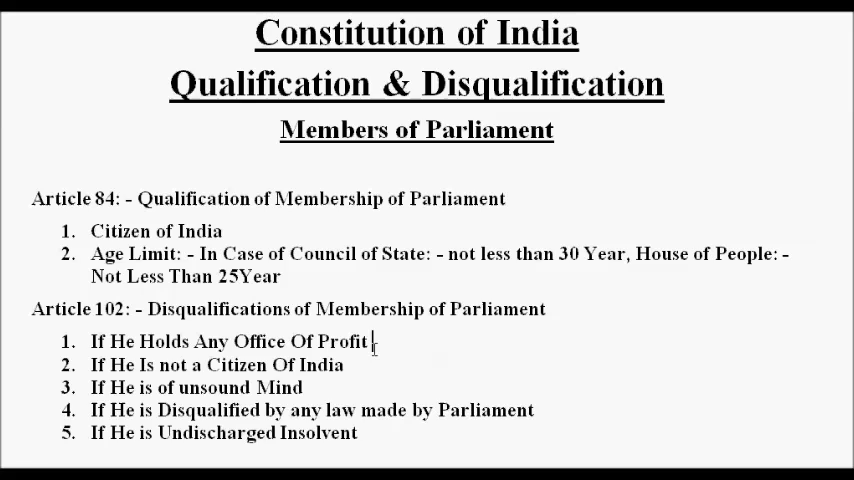 Constitution of India
Qualification & Disqualification
Members of Parliament
Article 84: - Qualification of Membership of Parliament
1. Citizen of India
2. Age Limit: - In Case of Council of State: - not less than 30 Year, House of People: -
Not Less Than 25Year
Article 102: - Disqualifications of Membership of Parliament
1. If He Holds Any Office Of Profit
2. If He Is not a Citizen Of India
3. If He is of unsound Mind
4. If He is Disqualified by any law made by Parliament
5. If He is Undischarged Insolvent